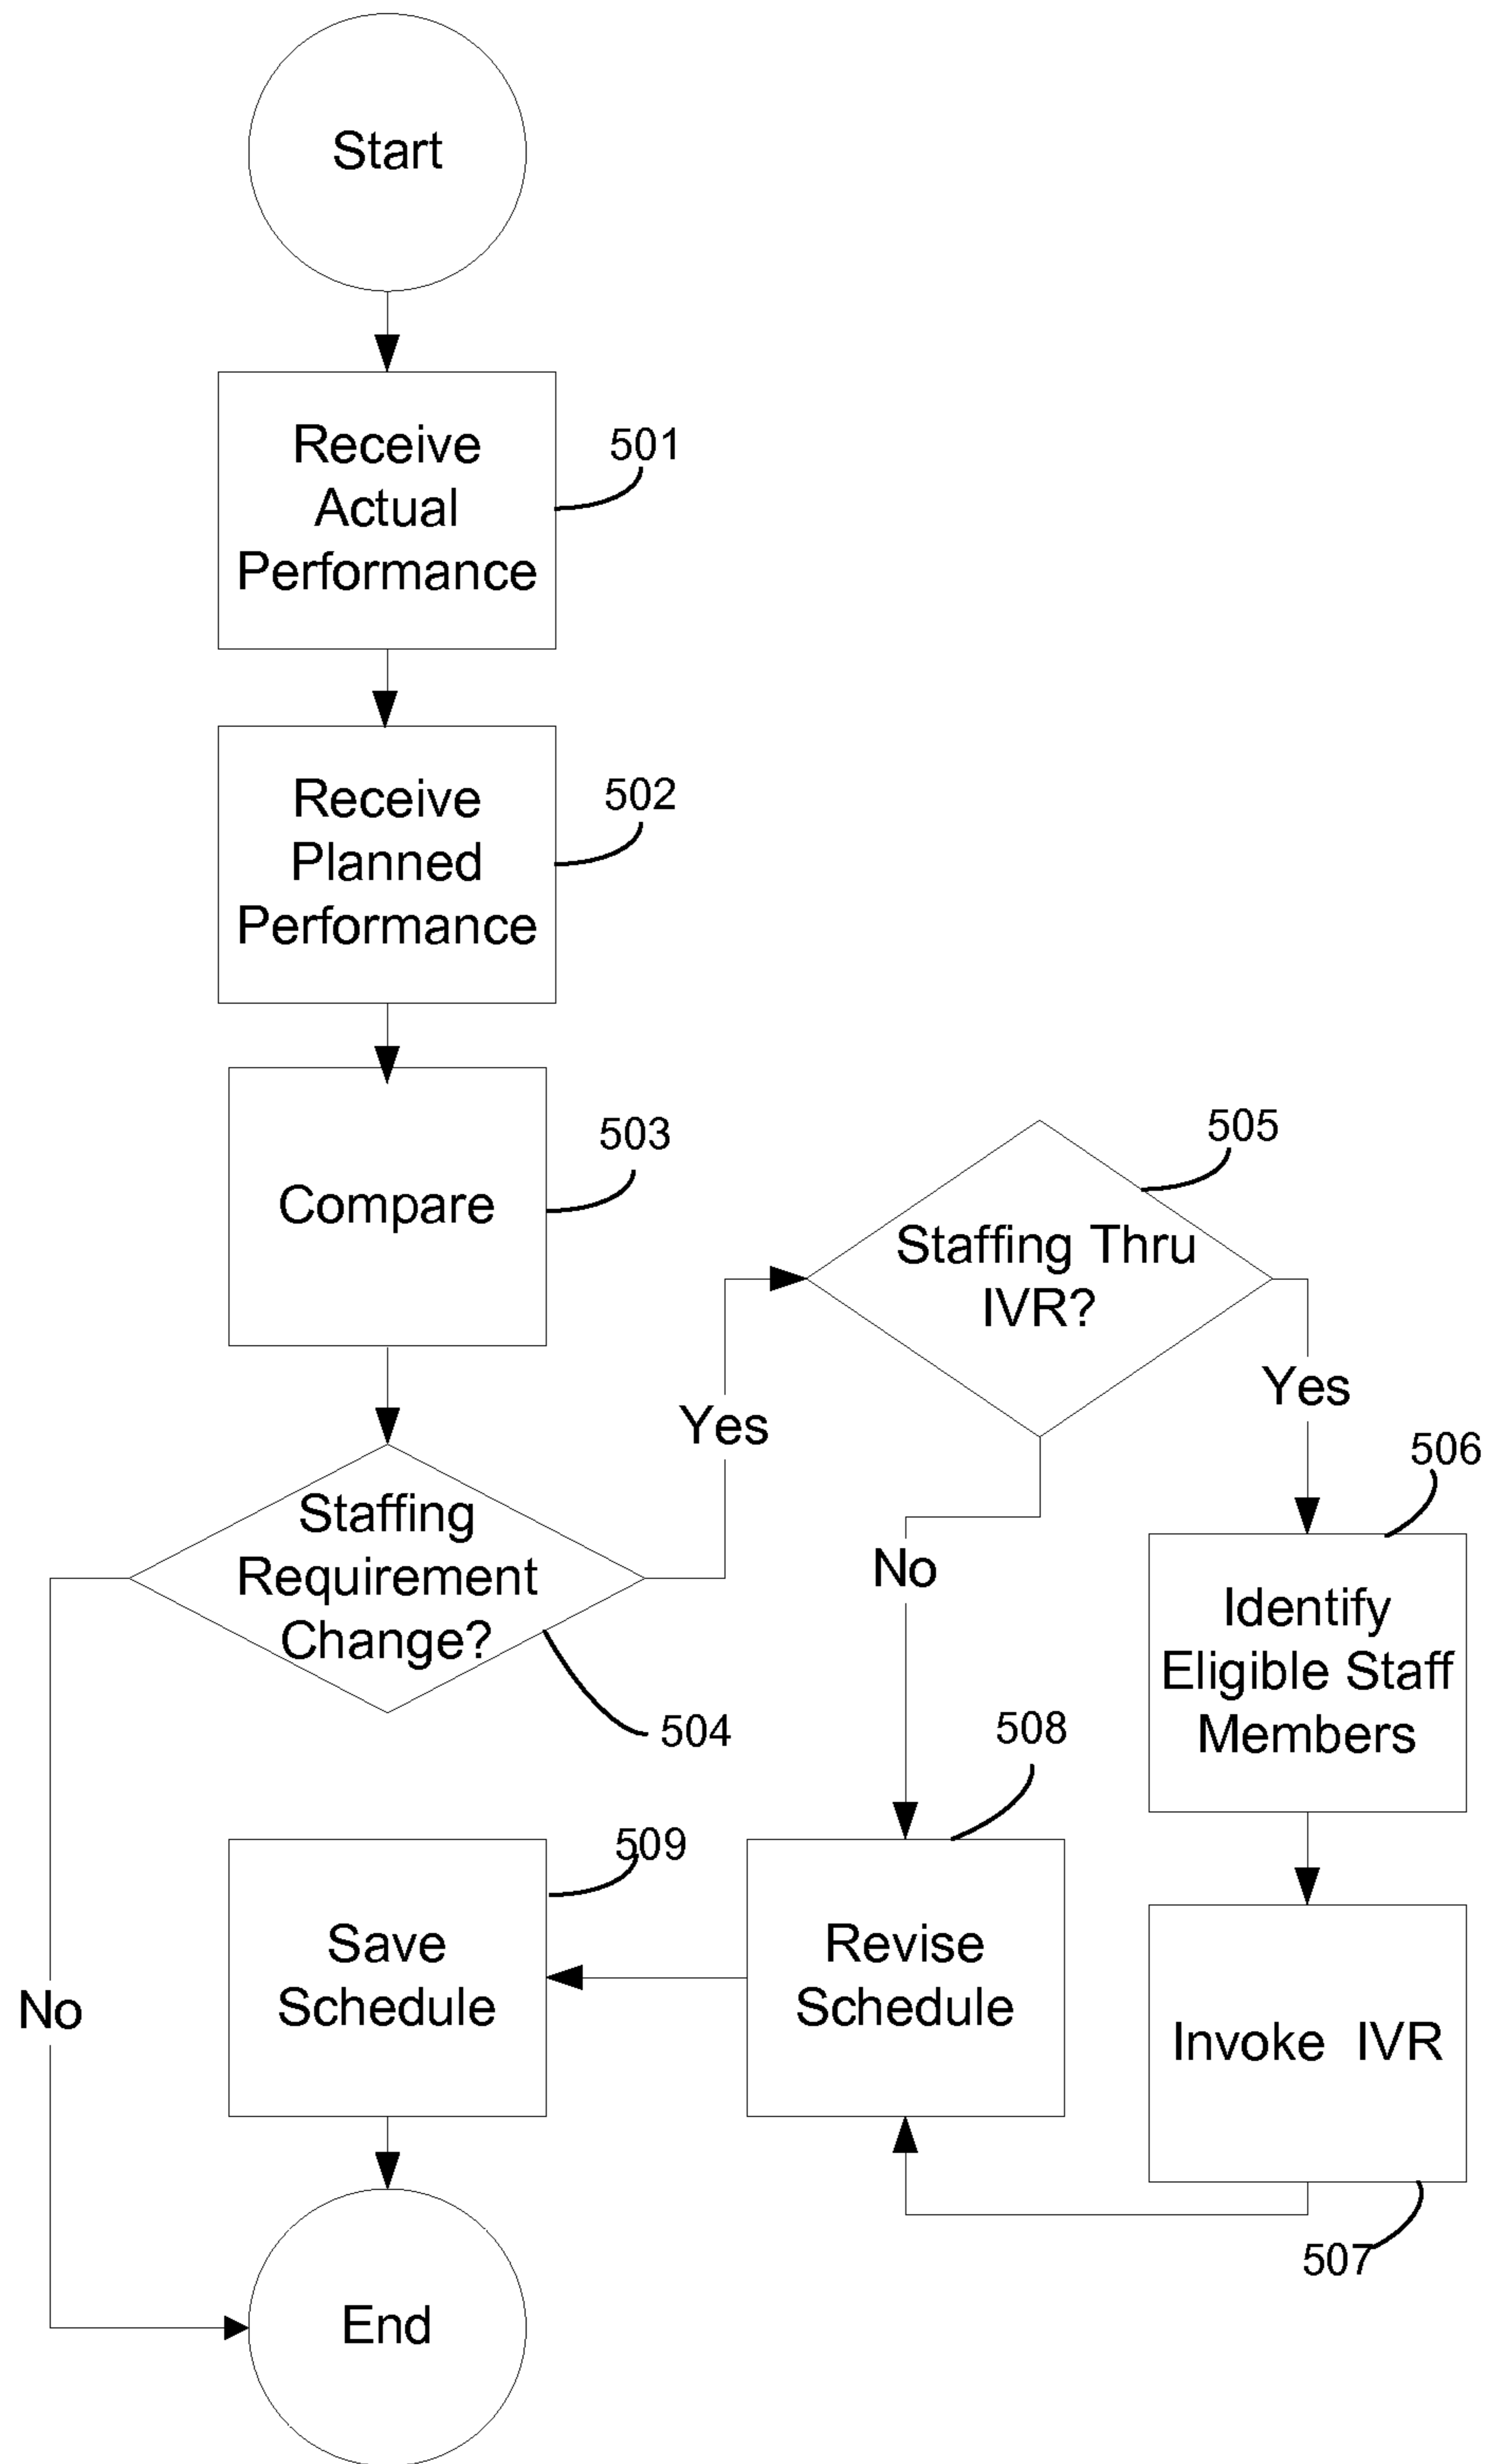 Start
Receive
Actual
Performance
501
Receive
Planned
Performance
502
Compare
503
Staffing
Requirement
Change?
504
Yes
No
Staffing Thru
IVR?
505
Yes
No
Identify
Eligible Staff
Members
506
Invoke IVR
507
Revise
Schedule
508
Save
Schedule
509
End